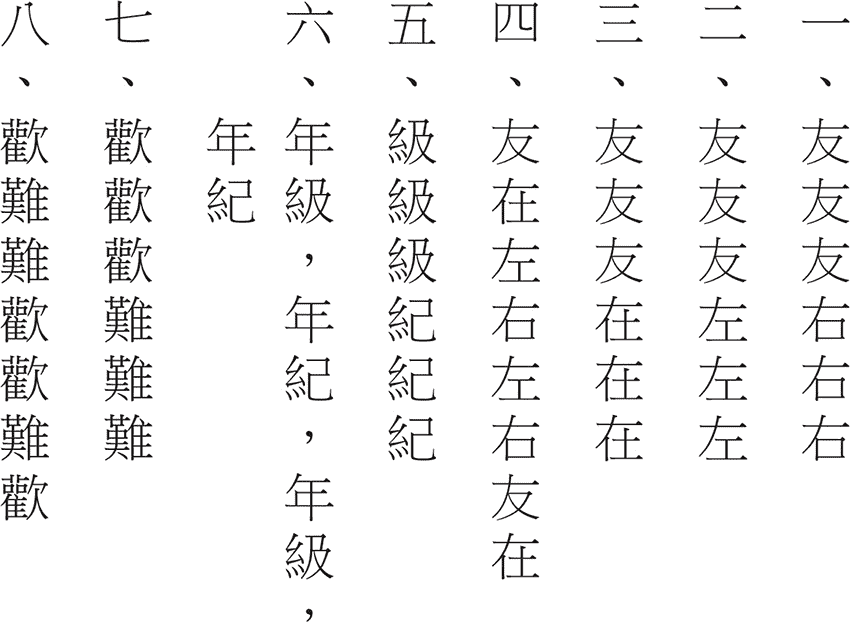 一、友友友右右右
二、友友友左左左
三、友友友在在在
四、友在左右左右友在
五、級級級紀紀紀
六、年級，年紀，年級，
年紀
七、歡歡歡難難難
八、歡難難歡歡難歡